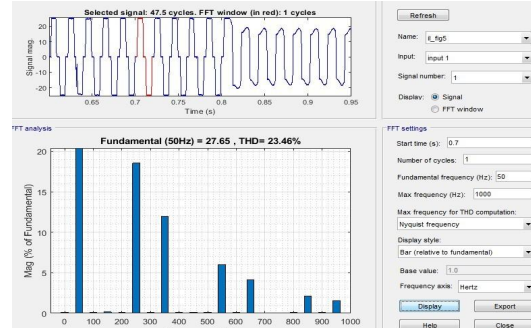 Selected signal: 47.5 cycles. FFT window (in red): 1 cycles
20
10
0
-10
-20
Signal mag.
0.65 0.7 0.75 0.8 0.85 0.9 0.95
Time (s)
FFT analysis
Fundamental (50Hz) = 27.65 , THD= 23.46%
20
15
10
5
0
Mag (% of Fundamental)
0 100 200 300 400 500 600 700 800 900 1000
Refresh
Name: il_fig5
Input: input 1
Signal number: 1
Display: Signal
FFT window
FFT settings
Start time (s): 0.7
Number of cycles: 1
Fundamental frequency (Hz): 50
Max frequency (Hz): 1000
Max frequency for THD computation:
Nyquist frequency
Display style:
Bar (relative to fundamental)
Base value: 1.0
Frequency axis: Hertz
Display Export
Help Close